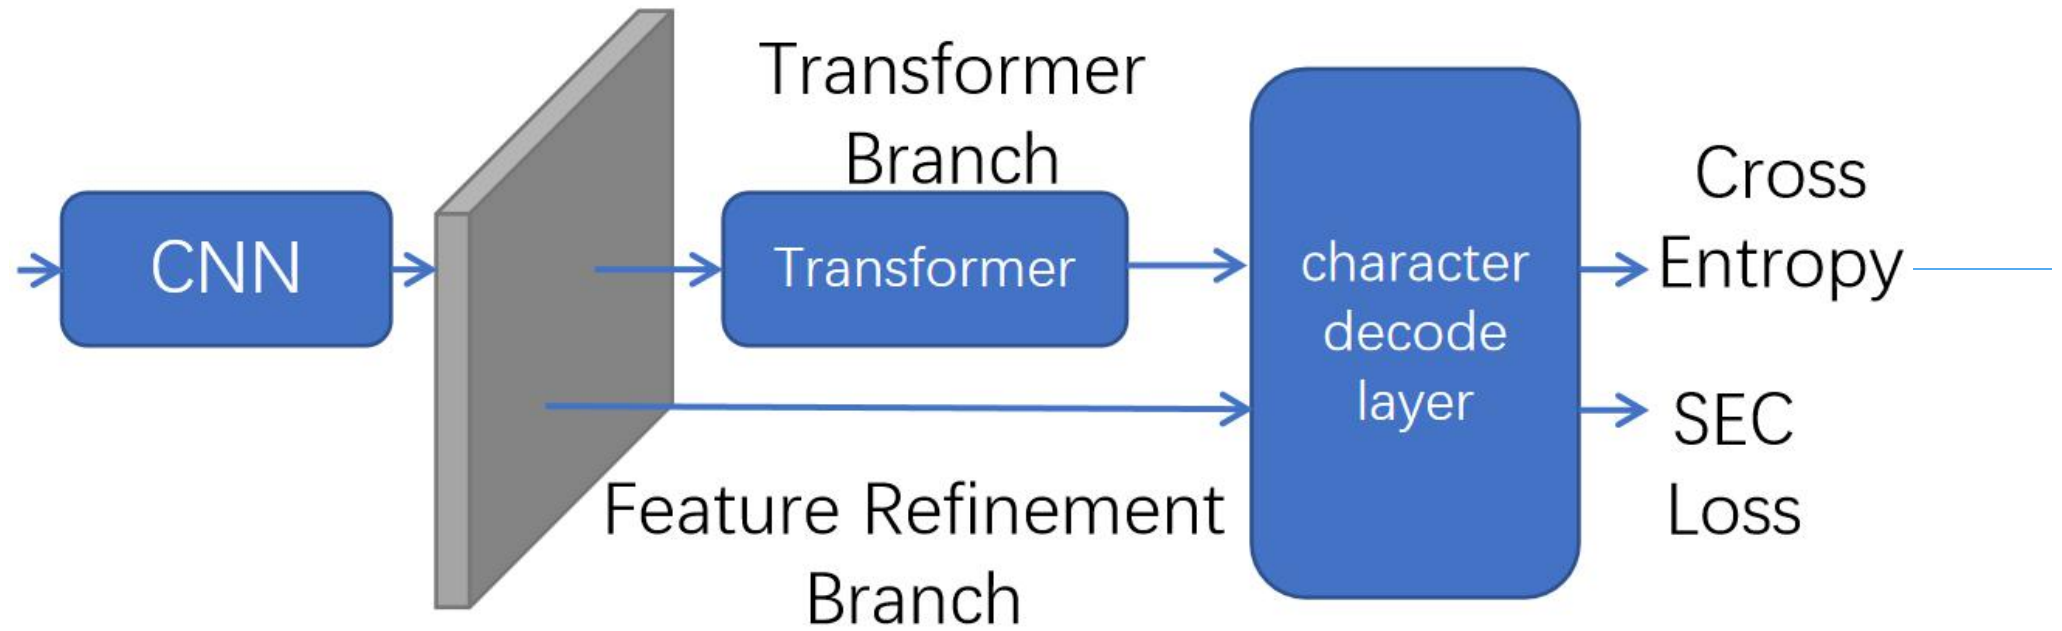 CNN
Transformer
Branch
Transformer
Feature Refinement
Branch
character
decode
layer
Cross
Entropy
SEC
Loss